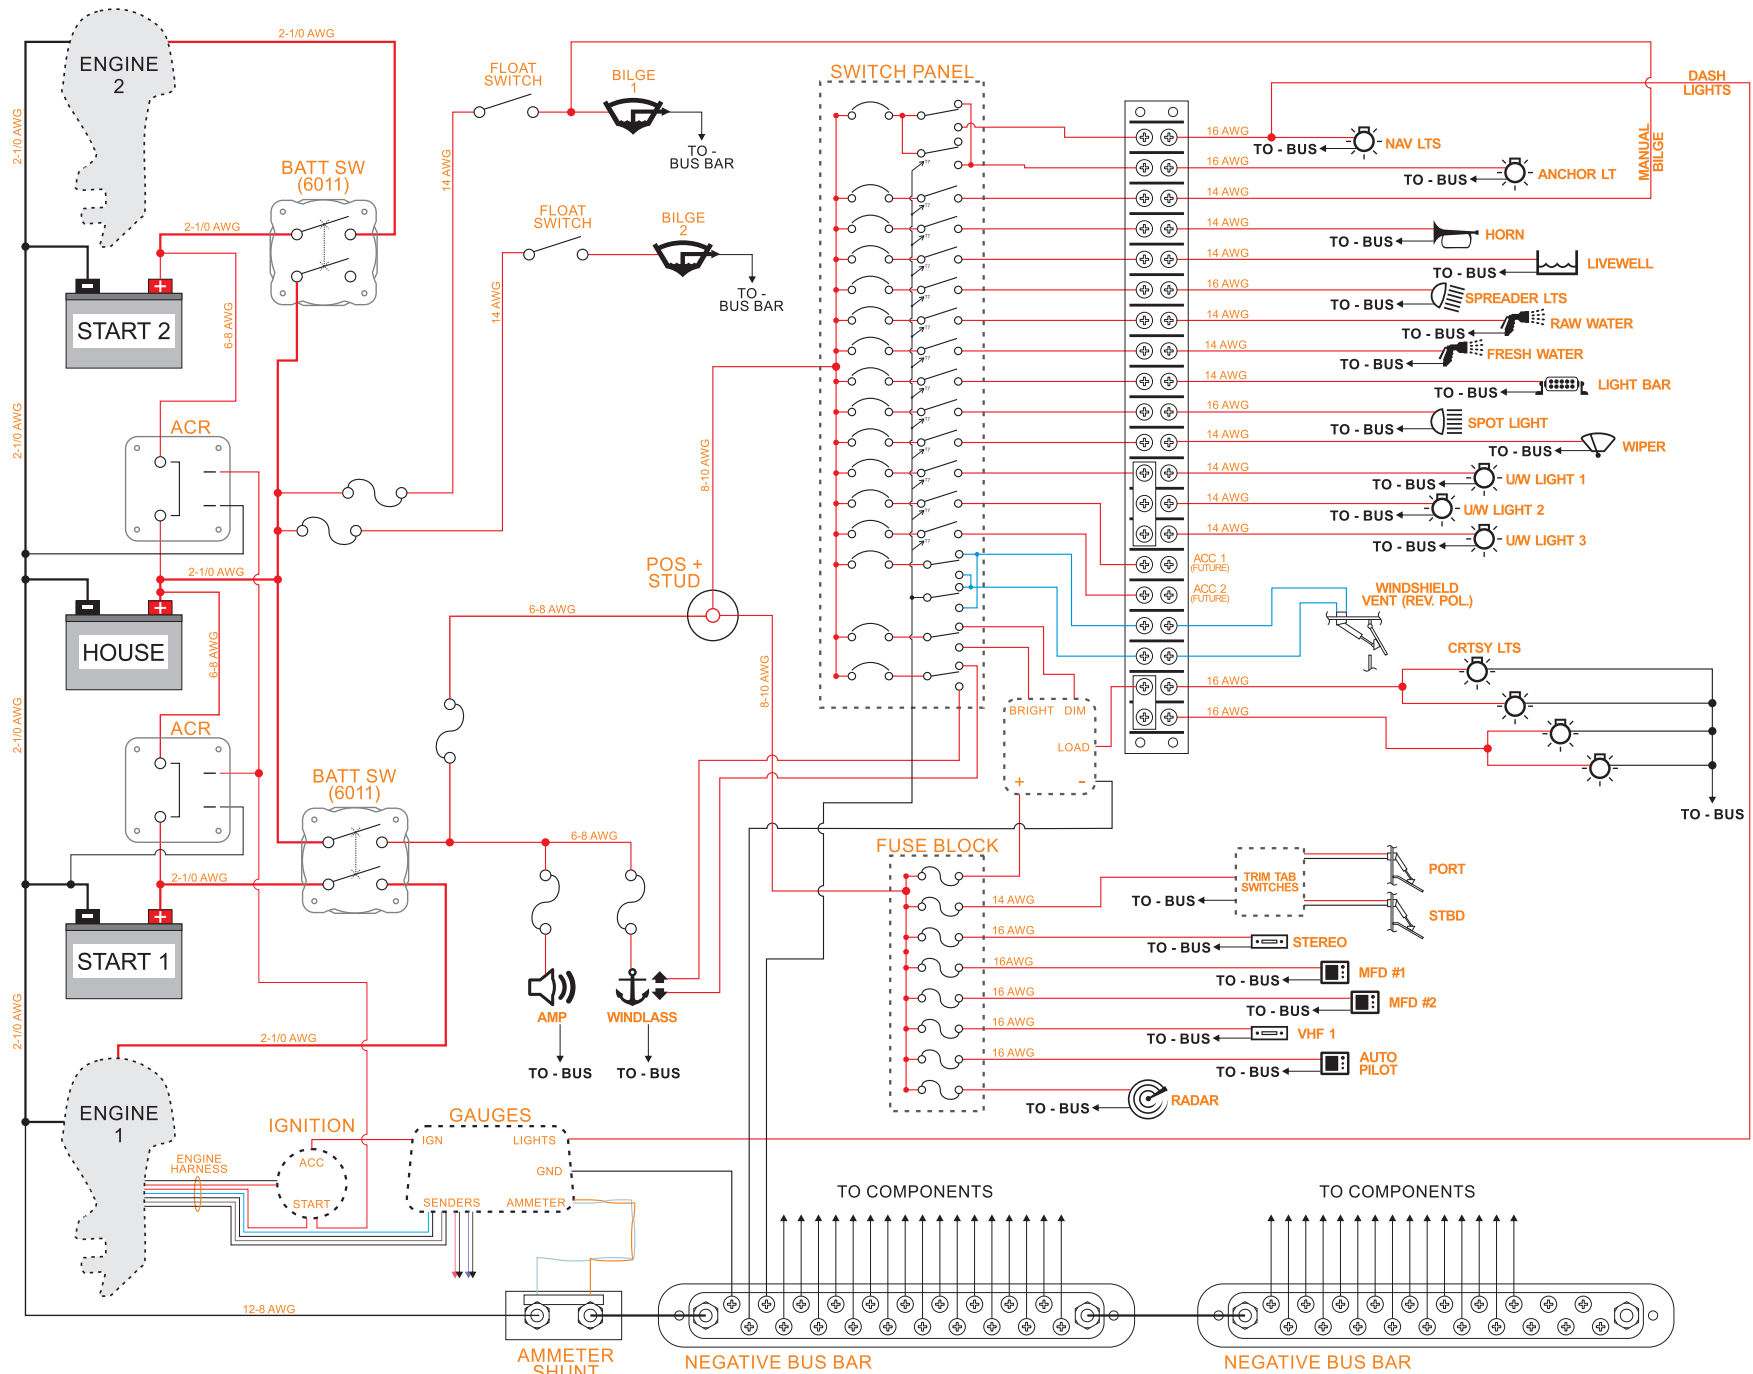 ENGINE
2
2-1/0 AWG
2-1/0 AWG
FLOAT
SWITCH
BILGE
1
TO -
BUS BAR
SWITCH PANEL
DASH
LIGHTS
MANUAL
BILGE
BATT SW
(6011)
2-1/0 AWG
14 AWG
FLOAT
SWITCH
BILGE
2
TO -
BUS BAR
14 AWG
START 2
6-8 AWG
2-1/0 AWG
ACR
16 AWG
TO - BUS
NAV LTS
16 AWG
TO - BUS
ANCHOR LT
14 AWG
14 AWG
TO - BUS
HORN
14 AWG
TO - BUS
LIVEWELL
16 AWG
TO - BUS
SPREADER LTS
14 AWG
TO - BUS
RAW WATER
14 AWG
TO - BUS
FRESH WATER
14 AWG
TO - BUS
LIGHT BAR
16 AWG
TO - BUS
SPOT LIGHT
14 AWG
TO - BUS
WIPER
14 AWG
TO - BUS
U/W LIGHT 1
14 AWG
TO - BUS
U/W LIGHT 2
14 AWG
TO - BUS
U/W LIGHT 3
ACC 1
(FUTURE)
ACC 2
(FUTURE)
WINDSHIELD
VENT (REV. POL.)
CRTSY LTS
16 AWG
16 AWG
TO - BUS
8-10 AWG
POS +
STUD
6-8 AWG
8-10 AWG
2-1/0 AWG
HOUSE
6-8 AWG
2-1/0 AWG
ACR
BATT SW
(6011)
BRIGHT
DIM
LOAD
+
-
6-8 AWG
2-1/0 AWG
START 1
2-1/0 AWG
AMP
TO - BUS
WINDLASS
TO - BUS
FUSE BLOCK
14 AWG
TO - BUS
TRIM TAB
SWITCHES
PORT
STBD
16 AWG
TO - BUS
STEREO
16AWG
TO - BUS
MFD #1
16 AWG
TO - BUS
MFD #2
16 AWG
TO - BUS
VHF 1
16 AWG
TO - BUS
AUTO
PILOT
TO - BUS
RADAR
2-1/0 AWG
ENGINE
1
ENGINE
HARNESS
IGNITION
ACC
START
GAUGES
IGN
LIGHTS
GND
SENDERS
AMMETER
12-8 AWG
AMMETER
SHUNT
TO COMPONENTS
NEGATIVE BUS BAR
TO COMPONENTS
NEGATIVE BUS BAR